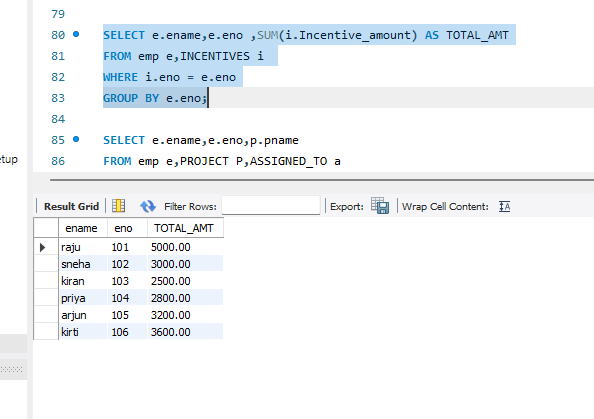 79
80 SELECT e.ename,e.eno ,SUM(i.Incentive_amount) AS TOTAL_AMT
81 FROM emp e,INCENTIVES i
82 WHERE i.eno = e.eno
83 GROUP BY e.eno;
84
85 SELECT e.ename,e.eno,p.pname
etup
86 FROM emp e,PROJECT P,ASSIGNED_TO a
Result Grid Filter Rows: Export: Wrap Cell Content: IA
ename eno TOTAL_AMT
raju 101 5000.00
sneha 102 3000.00
kiran 103 2500.00
priya 104 2800.00
arjun 105 3200.00
kirti 106 3600.00